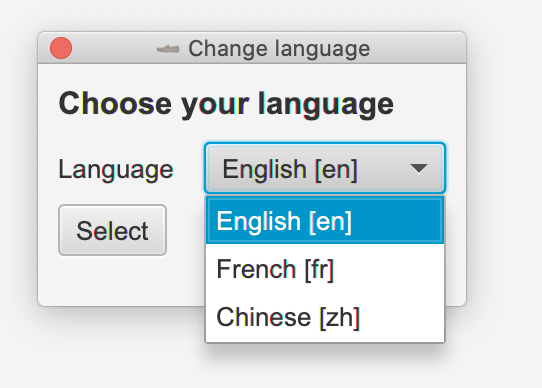 Change language
Choose your language
Language
English [en]
Select
English [en]
French [fr]
Chinese [zh]